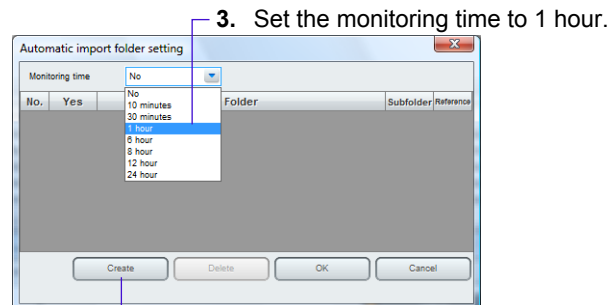 3. Set the monitoring time to 1 hour.
Automatic import folder setting
Monitoring time No
No. Yes Folder Subfolder Reference
No
10 minutes
30 minutes
1 hour
6 hour
8 hour
12 hour
24 hour
Create Delete OK Cancel